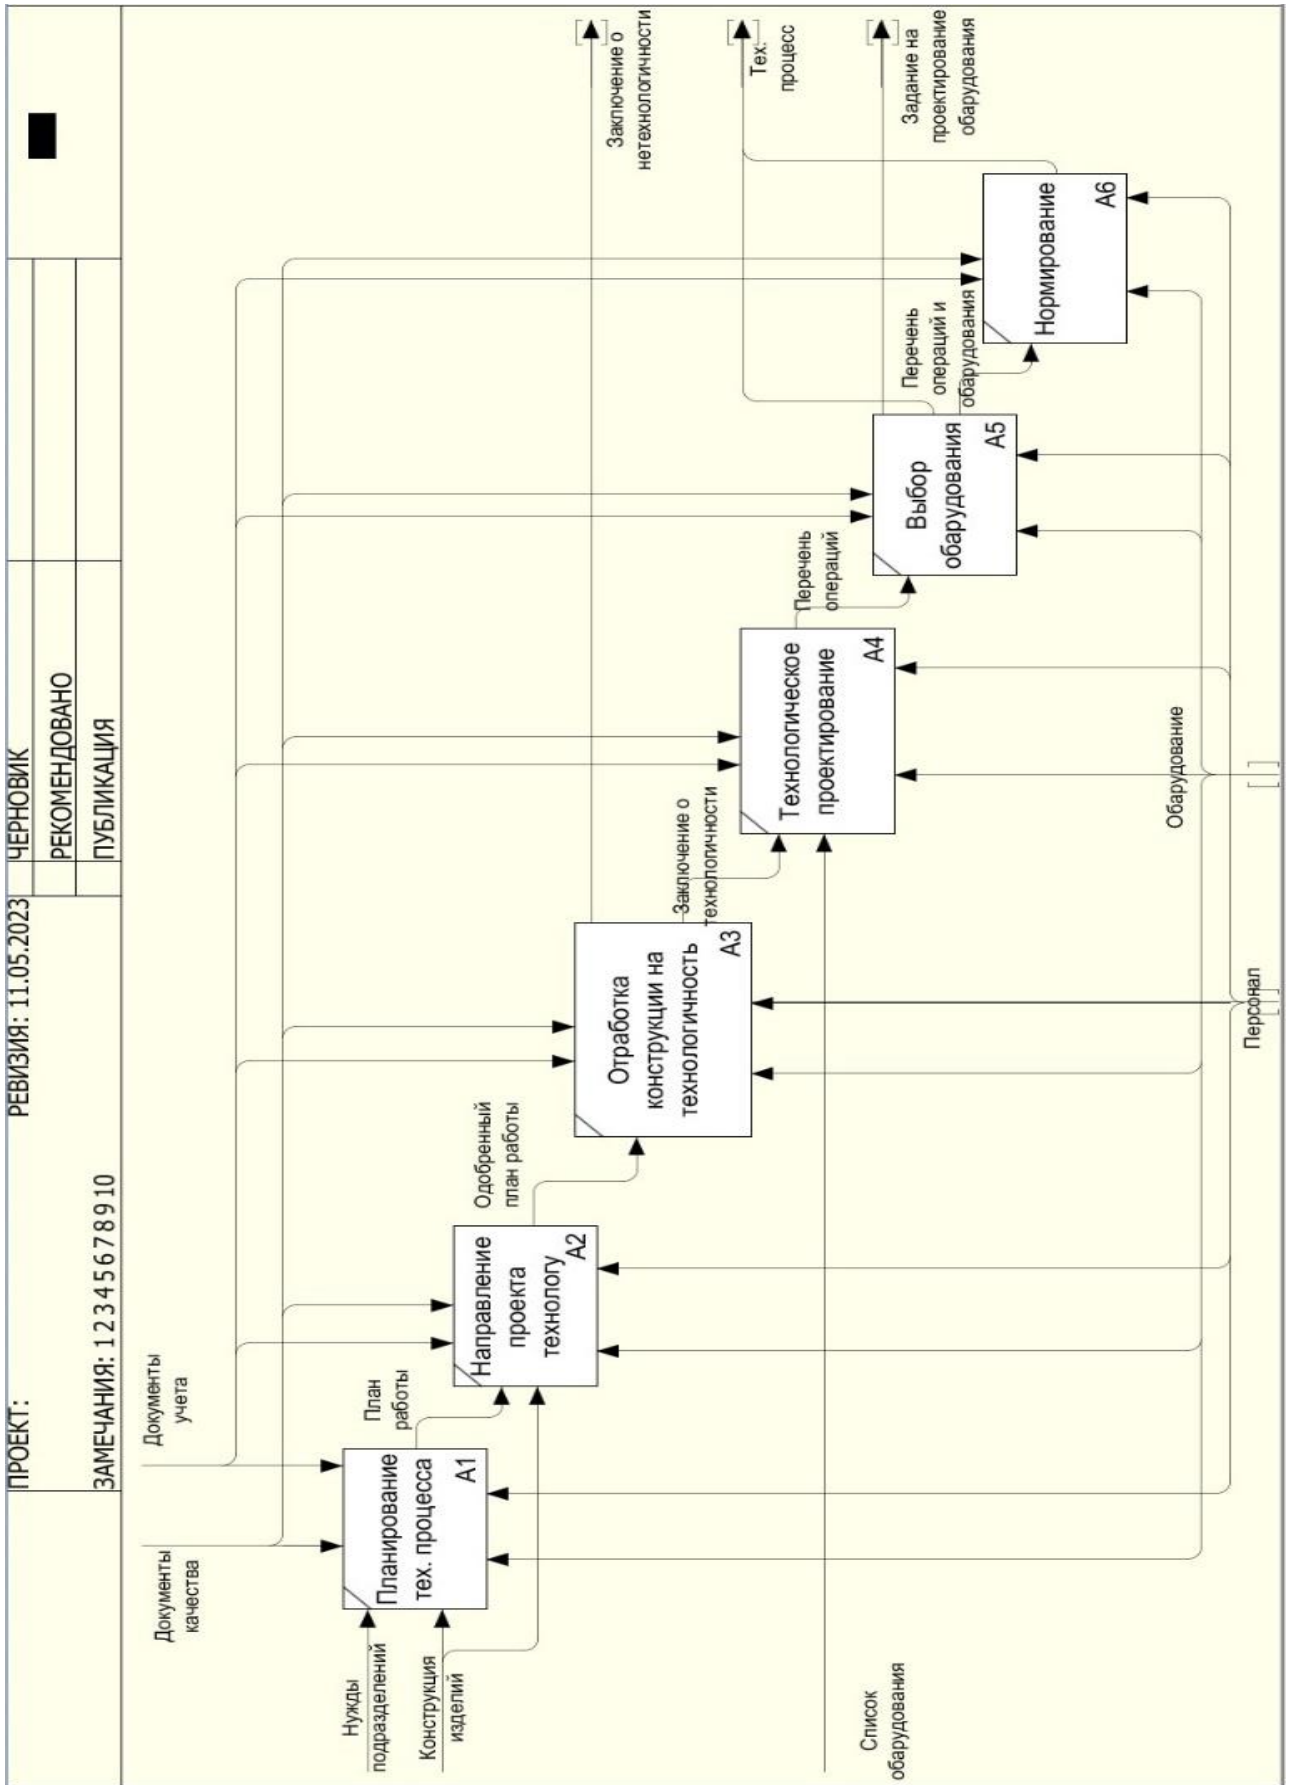 ПРОЕКТ:
РЕВИЗИЯ: 11.05.2023
ЧЕРНОВИК
РЕКОМЕНДОВАНО
ЗАМЕЧАНИЯ: 1 2 3 4 5 6 7 8 9 10
ПУБЛИКАЦИЯ
Документы
качества
Документы
учета
Нужды
подразделений
Конструкция
изделий
Планирование
тех. процесса
A1
План
работы
Направление
проекта
технологу
A2
Одобренный
план работы
Отработка
конструкции на
технологичность
A3
Заключение о
технологичности
Технологическое
проектирование
A4
Перечень
операций
Выбор
обарудования
A5
Перечень
операций и
обарудования
Нормирование
A6
Заключение о
нетехнологичности
Тех.
процесс
Задание на
проектирование
обарудования
Список
обарудования
Обарудование
Персонал